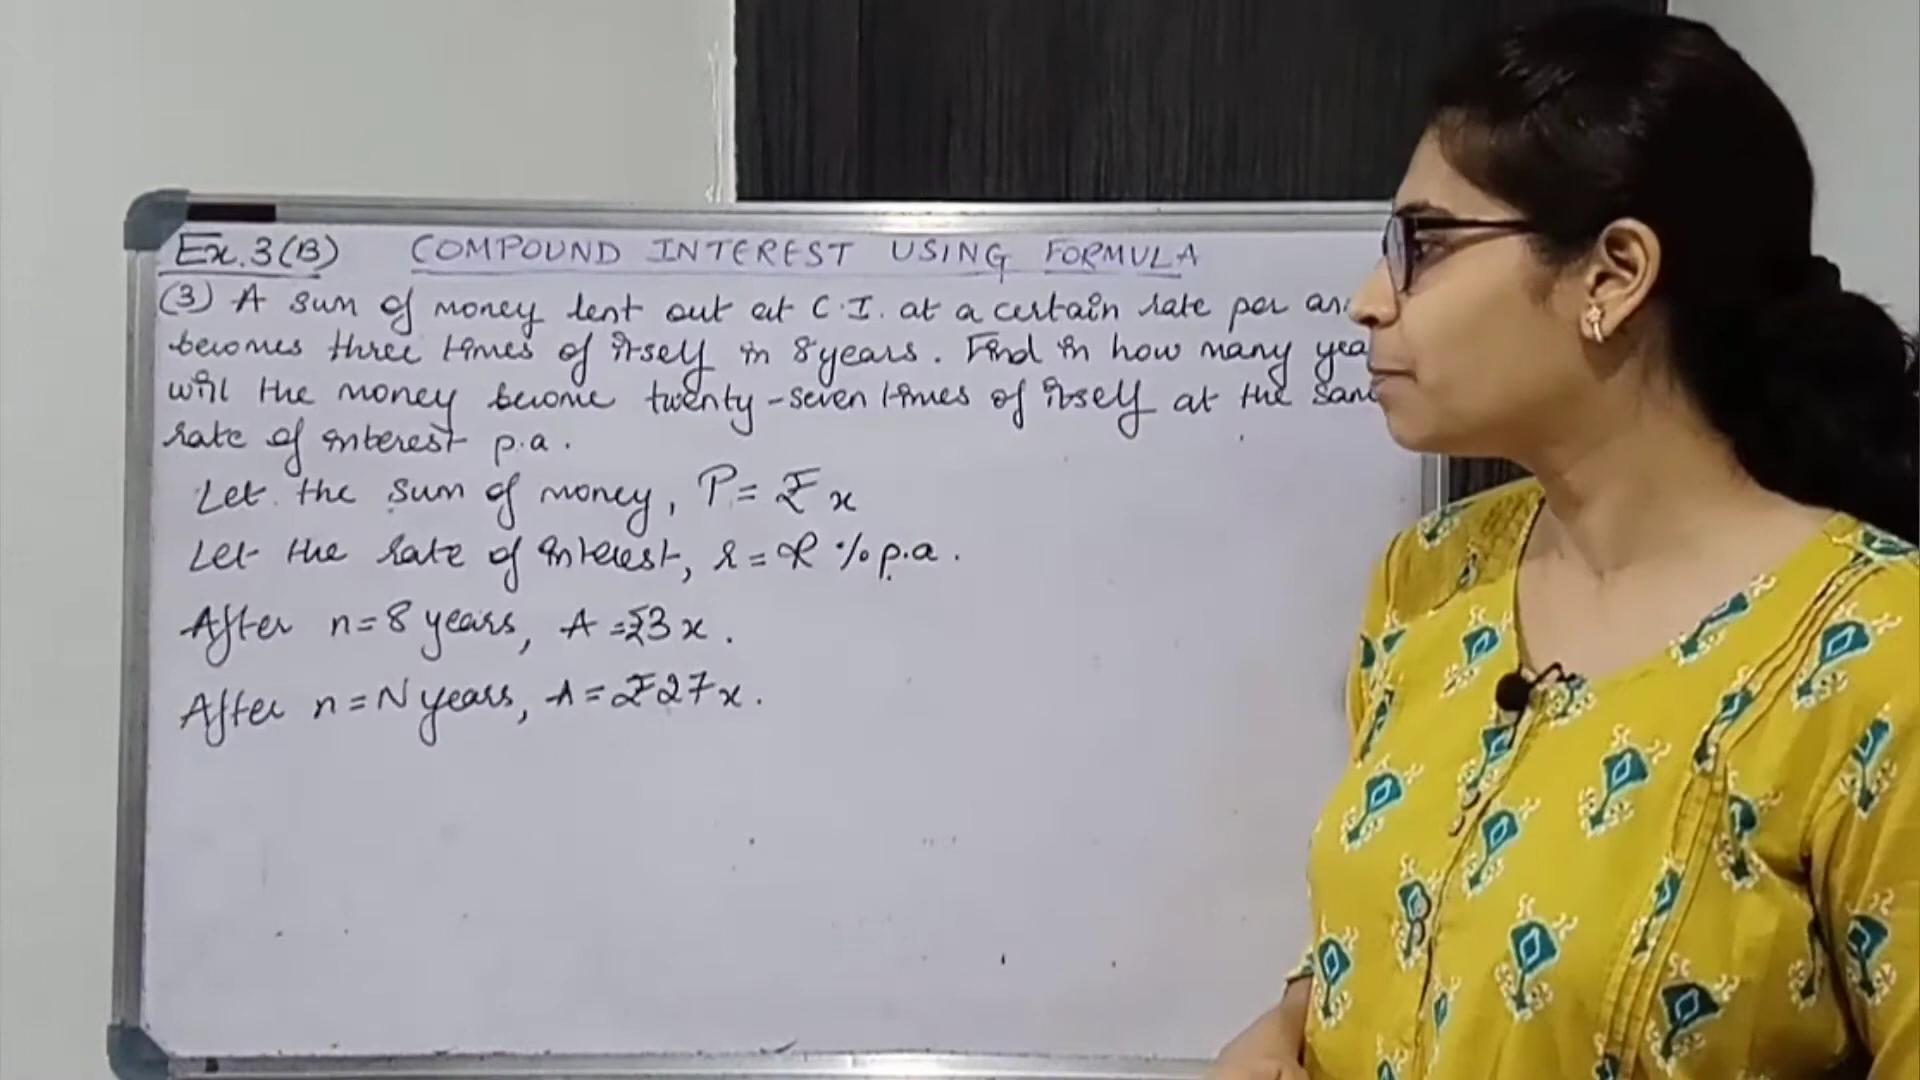 Ex. 3(B) COMPOUND INTEREST USING FORMULA
(3) A sum of money lent out at C.I. at a certain rate per
becomes three times of itself in 8 years. Find in how many
will the money become twenty-seven times of itself at the
rate of interest p.a.
Let the sum of money, P = ₹ x
Let the rate of interest, r = R % p.a.
After n = 8 years, A = ₹3x.
After n = N years, A = ₹27x.